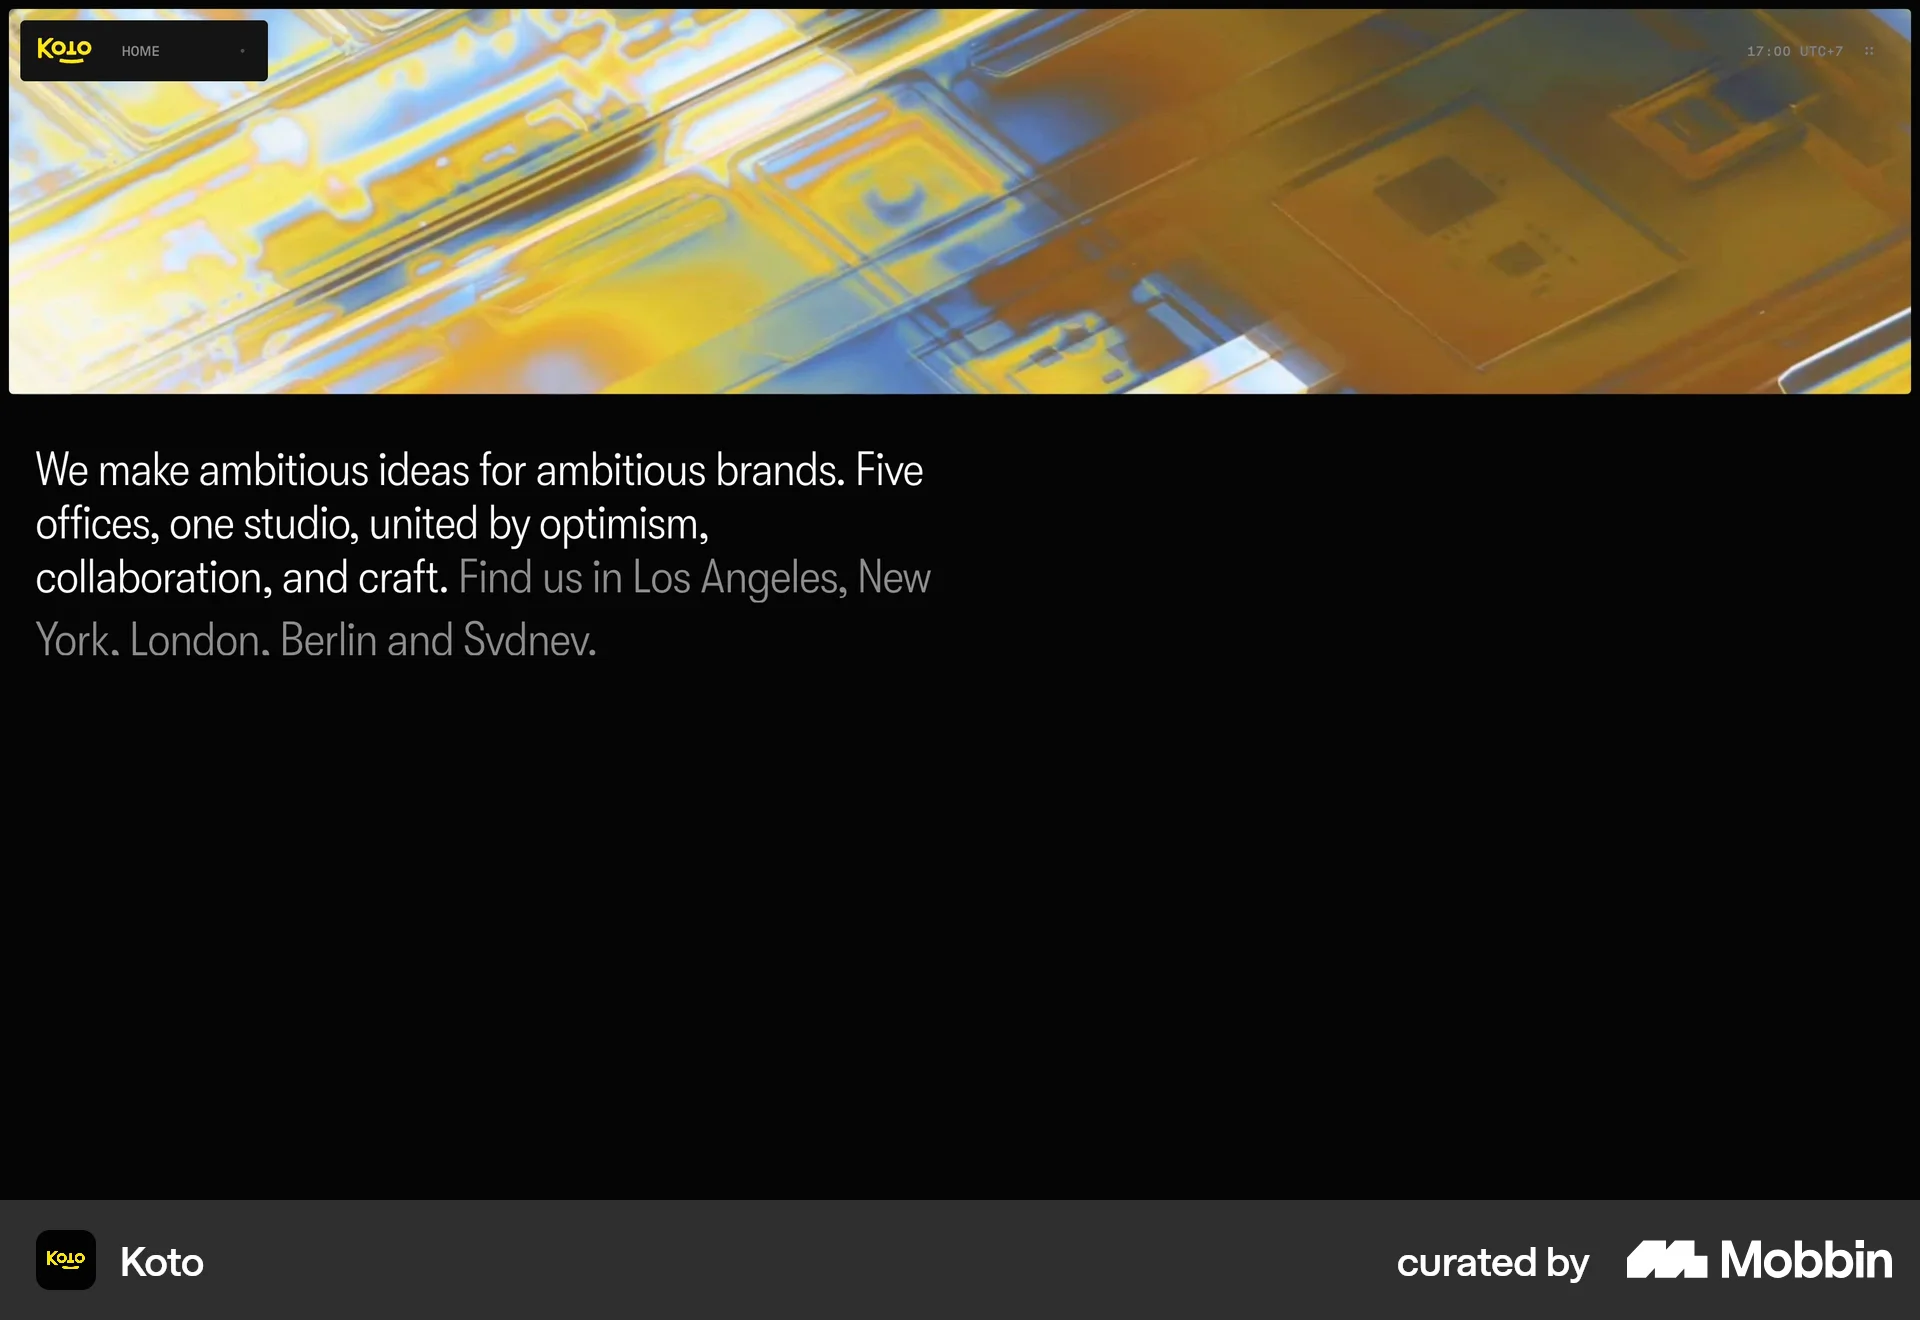 Koto HOME 17:00 UTC+7
We make ambitious ideas for ambitious brands. Five
offices, one studio, united by optimism,
collaboration, and craft. Find us in Los Angeles, New
York, London, Berlin and Sydney.
Koto Koto curated by Mobbin